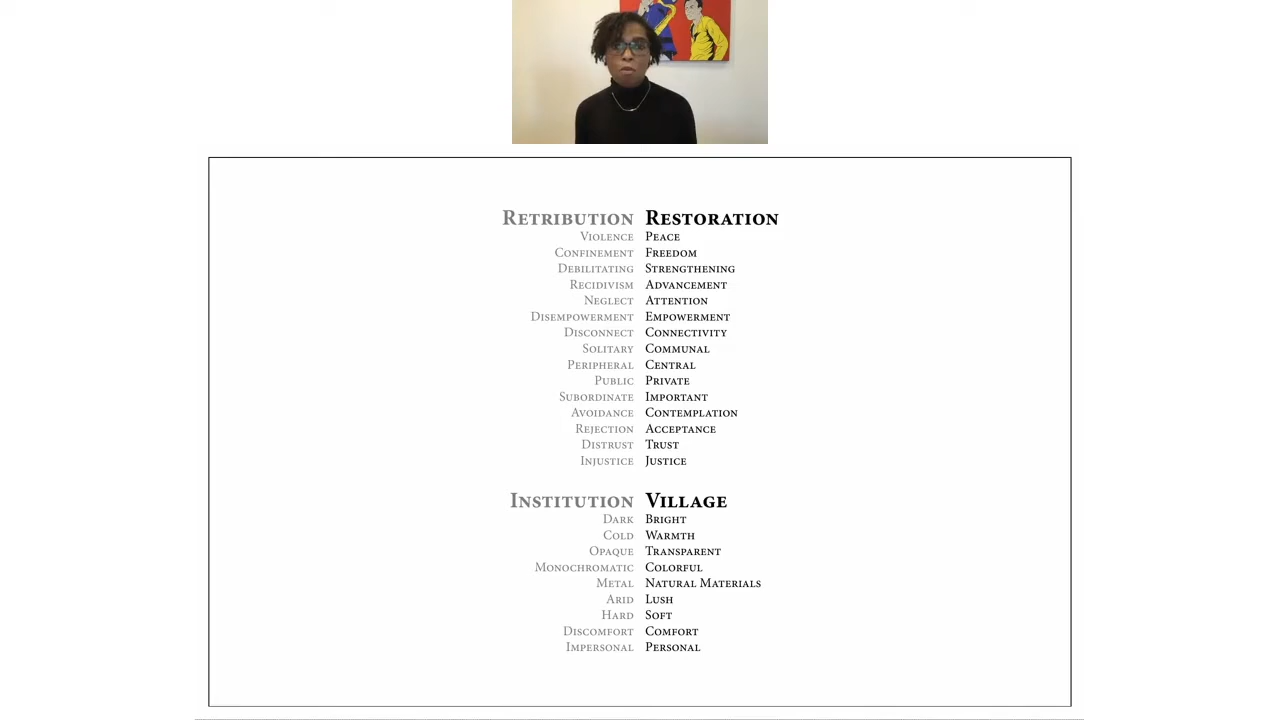 Retribution Restoration
Violence Peace
Confinement Freedom
Debilitating Strengthening
Recidivism Advancement
Neglect Attention
Disempowerment Empowerment
Disconnect Connectivity
Solitary Communal
Peripheral Central
Public Private
Subordinate Important
Avoidance Contemplation
Rejection Acceptance
Distrust Trust
Injustice Justice
Institution Village
Dark Bright
Cold Warmth
Opaque Transparent
Monochromatic Colorful
Metal Natural Materials
Arid Lush
Hard Soft
Discomfort Comfort
Impersonal Personal